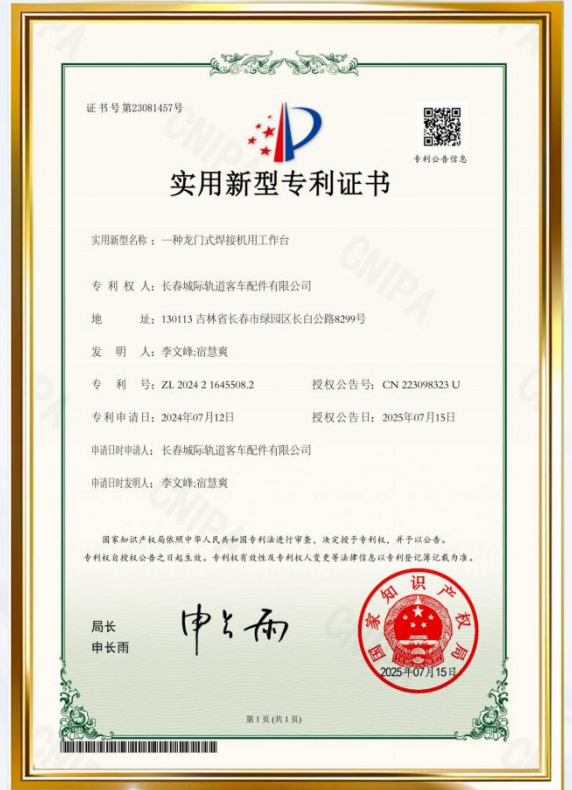 证书号第23081457号
专利公告信息
实用新型专利证书
实用新型名称：一种龙门式焊接机用工作台
专利权人：长春城际轨道客车配件有限公司
地址：130113 吉林省长春市绿园区长白公路8299号
发明人：李文峰;宿慧爽
专利号：ZL 2024 2 1645508.2 授权公告号：CN 223098323 U
专利申请日：2024年07月12日 授权公告日：2025年07月15日
申请日时申请人：长春城际轨道客车配件有限公司
申请日时发明人：李文峰;宿慧爽
国家知识产权局依照中华人民共和国专利法进行审查，决定授予专利权，并予以公告。
专利权自授权公告之日起生效。专利权有效性及专利权人变更等法律信息以专利登记簿记载为准。
局长
申长雨
申长雨
国家知识产权局
2025年07月15日
第1页(共1页)
CNIPA